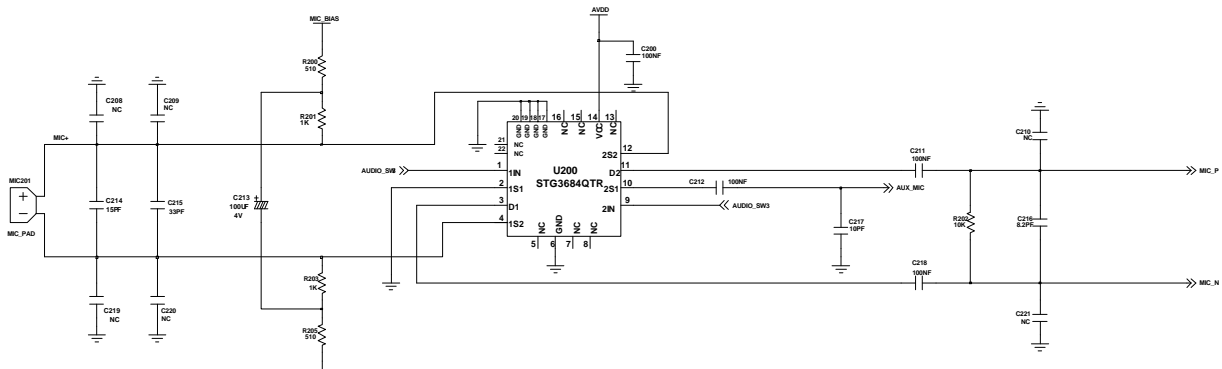 AVDD
MIC_BIAS
C200
100NF
R200
510
C208
NC
C209
NC
R201
1K
MIC+
20 19 18 17
GND GND GND GND
16 15 14 13
NC NC VCC NC
21
NC
22
NC
12
2S2
C210
NC
C211
100NF
AUDIO_SW
1
1IN
U200
STG3684QTR
11
D2
MIC_P
MIC201
2
1S1
10
2S1
C212
100NF
AUX_MIC
C214
15PF
C215
33PF
C213
100UF
4V
3
D1
9
2IN
AUDIO_SW3
R202
10K
C216
8.2PF
MIC_PAD
4
1S2
NC GND NC NC
5 6 7 8
C217
10PF
R203
1K
C218
100NF
MIC_N
C219
NC
C220
NC
R205
510
C221
NC